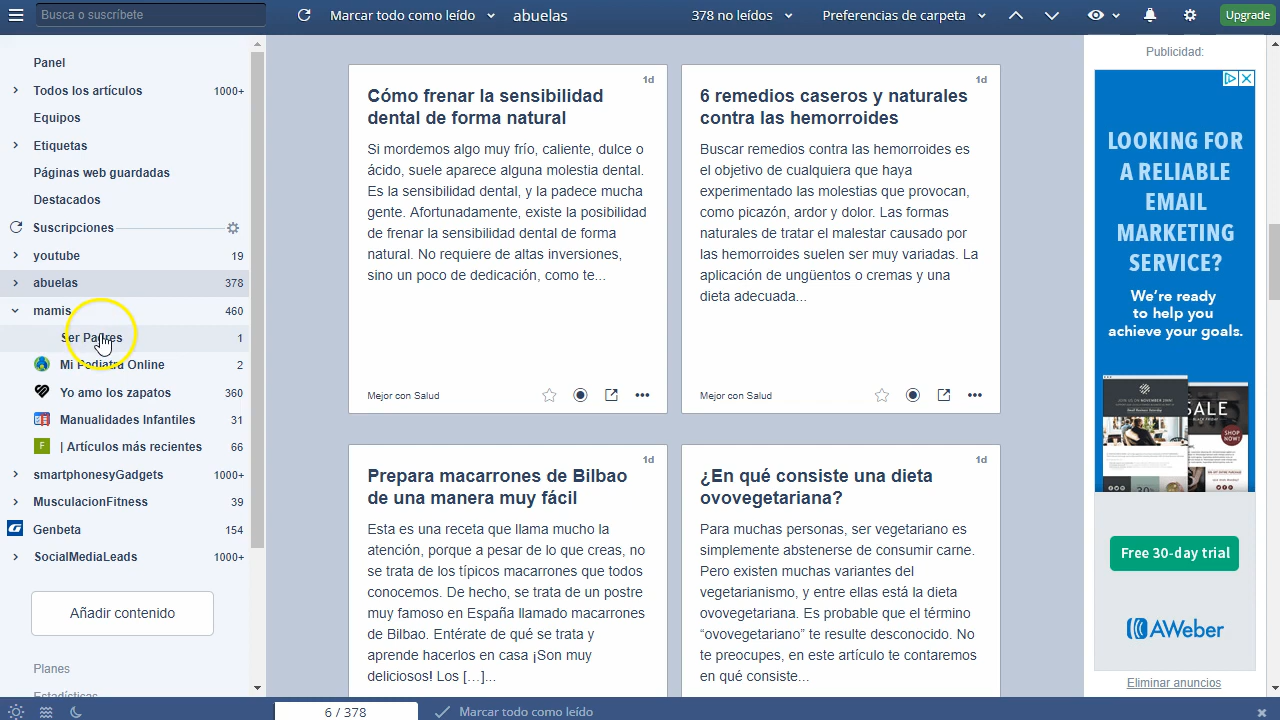 Busca o suscríbete
Marcar todo como leído
abuelas
378 no leídos
Preferencias de carpeta
Upgrade
Panel
Todos los artículos 1000+
Equipos
Etiquetas
Páginas web guardadas
Destacados
Suscripciones
youtube 19
abuelas 378
mamis 460
Ser Padres 1
Mi Pediatra Online 2
Yo amo los zapatos 360
Manualidades Infantiles 31
F | Artículos más recientes 66
smartphonesyGadgets 1000+
MusculacionFitness 39
Genbeta 154
SocialMediaLeads 1000+
Añadir contenido
Planes
Estadísticas
1d
Cómo frenar la sensibilidad
dental de forma natural
Si mordemos algo muy frío, caliente, dulce o
ácido, suele aparece alguna molestia dental.
Es la sensibilidad dental, y la padece mucha
gente. Afortunadamente, existe la posibilidad
de frenar la sensibilidad dental de forma
natural. No requiere de altas inversiones,
sino un poco de dedicación, como te...
Mejor con Salud
1d
6 remedios caseros y naturales
contra las hemorroides
Buscar remedios contra las hemorroides es
el objetivo de cualquiera que haya
experimentado las molestias que provocan,
como picazón, ardor y dolor. Las formas
naturales de tratar el malestar causado por
las hemorroides suelen ser muy variadas. La
aplicación de ungüentos o cremas y una
dieta adecuada...
Mejor con Salud
1d
Prepara macarrones de Bilbao
de una manera muy fácil
Esta es una receta que llama mucho la
atención, porque a pesar de lo que creas, no
se trata de los típicos macarrones que todos
conocemos. De hecho, se trata de un postre
muy famoso en España llamado macarrones
de Bilbao. Entérate de qué se trata y
aprende hacerlos en casa ¡Son muy
deliciosos! Los […]...
1d
¿En qué consiste una dieta
ovovegetariana?
Para muchas personas, ser vegetariano es
simplemente abstenerse de consumir carne.
Pero existen muchas variantes del
vegetarianismo, y entre ellas está la dieta
ovovegetariana. Es probable que el término
“ovovegetariano” te resulte desconocido. No
te preocupes, en este artículo te contaremos
en qué consiste...
Publicidad:
LOOKING FOR
A RELIABLE
EMAIL
MARKETING
SERVICE?
We're ready
to help you
achieve your goals.
SALE
SHOP
NOW!
30%
Free 30-day trial
AWeber
Eliminar anuncios
6 / 378
Marcar todo como leído